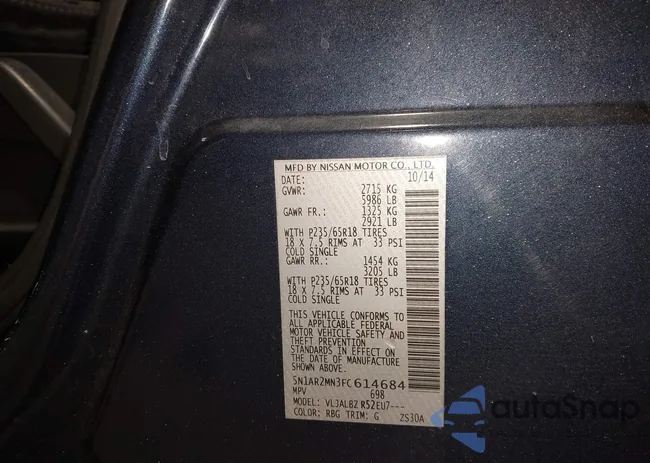 MFD BY NISSAN MOTOR CO., LTD.
DATE: 10/14
GVWR: 2715 KG
5986 LB
GAWR FR.: 1325 KG
2921 LB
WITH P235/65R18 TIRES
18 X 7.5 RIMS AT 33 PSI
COLD SINGLE
GAWR RR.: 1454 KG
3205 LB
WITH P235/65R18 TIRES
18 X 7.5 RIMS AT 33 PSI
COLD SINGLE
THIS VEHICLE CONFORMS TO
ALL APPLICABLE FEDERAL
MOTOR VEHICLE SAFETY AND
THEFT PREVENTION
STANDARDS IN EFFECT ON
THE DATE OF MANUFACTURE
SHOWN ABOVE.
5N1AR2MN3FC614684
MPV 698
MODEL: VLJALBZ R52EU7---
COLOR: RBG TRIM: G ZS30A
autoSnap